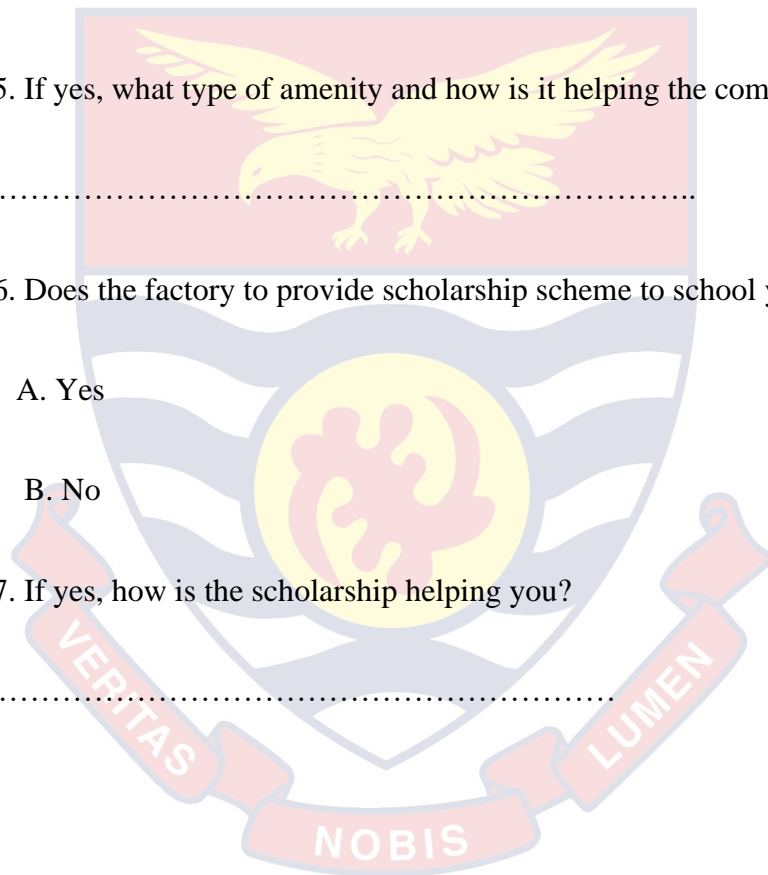 5. If yes, what type of amenity and how is it helping the com
…………………………………………………………………..
6. Does the factory to provide scholarship scheme to school y
A. Yes
B. No
7. If yes, how is the scholarship helping you?
……………………………………………………………
VERITAS
NOBIS
LUMEN